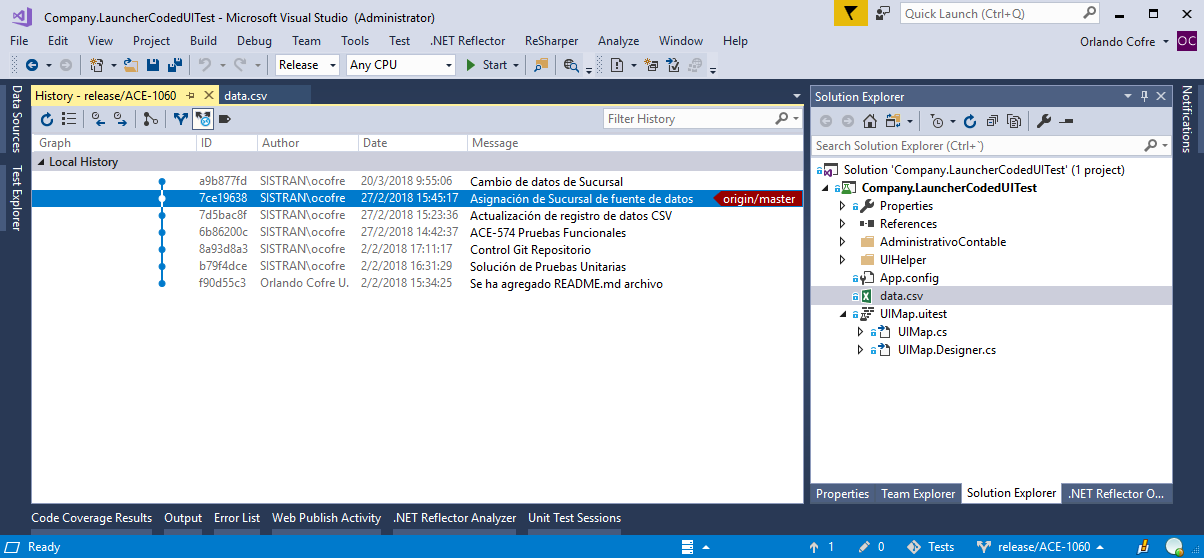 Company.LauncherCodedUITest - Microsoft Visual Studio (Administrator)
Quick Launch (Ctrl+Q)
File Edit View Project Build Debug Team Tools Test .NET Reflector ReSharper Analyze Window Help
Orlando Cofre
OC
Release Any CPU Start
Data Sources
Test Explorer
History - release/ACE-1060 data.csv
Filter History
Graph ID Author Date Message
Local History
a9b877fd SISTRAN\ocofre 20/3/2018 9:55:06 Cambio de datos de Sucursal
7ce19638 SISTRAN\ocofre 27/2/2018 15:45:17 Asignación de Sucursal de fuente de datos origin/master
7d5bac8f SISTRAN\ocofre 27/2/2018 15:23:36 Actualización de registro de datos CSV
6b86200c SISTRAN\ocofre 27/2/2018 14:42:37 ACE-574 Pruebas Funcionales
8a93d8a3 SISTRAN\ocofre 2/2/2018 17:11:17 Control Git Repositorio
b79f4dce SISTRAN\ocofre 2/2/2018 16:31:29 Solución de Pruebas Unitarias
f90d55c3 Orlando Cofre U. 2/2/2018 15:34:25 Se ha agregado README.md archivo
Solution Explorer
Search Solution Explorer (Ctrl+`)
Solution 'Company.LauncherCodedUITest' (1 project)
Company.LauncherCodedUITest
Properties
References
AdministrativoContable
UIHelper
App.config
data.csv
UIMap.uitest
UIMap.cs
UIMap.Designer.cs
Properties Team Explorer Solution Explorer .NET Reflector O...
Notifications
Code Coverage Results Output Error List Web Publish Activity .NET Reflector Analyzer Unit Test Sessions
Ready 1 0 Tests release/ACE-1060